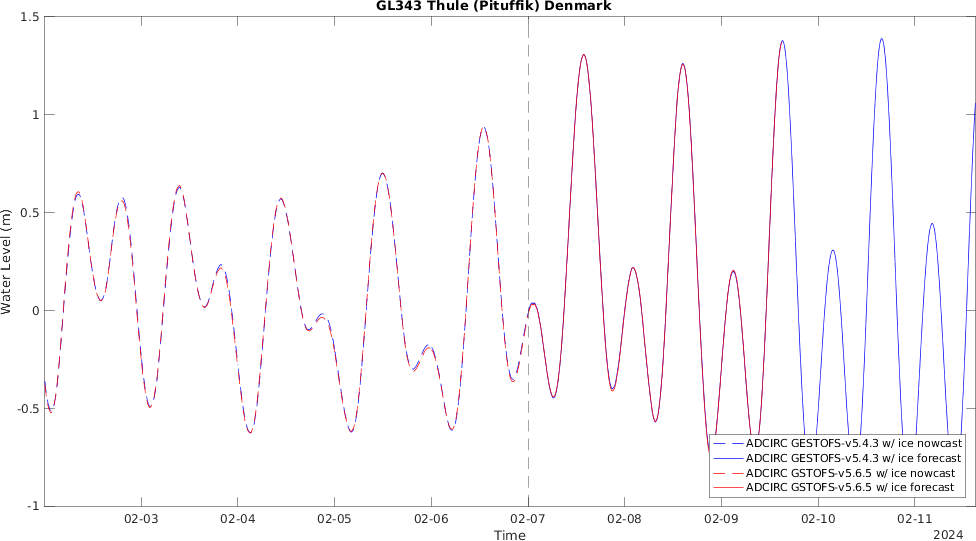 GL343 Thule (Pituffik) Denmark
1.5
1
0.5
0
-0.5
-1
Water Level (m)
ADCIRC GESTOFS-v5.4.3 w/ ice nowcast
ADCIRC GESTOFS-v5.4.3 w/ ice forecast
ADCIRC GSTOFS-v5.6.5 w/ ice nowcast
ADCIRC GSTOFS-v5.6.5 w/ ice forecast
02-03 02-04 02-05 02-06 02-07 02-08 02-09 02-10 02-11
Time
2024